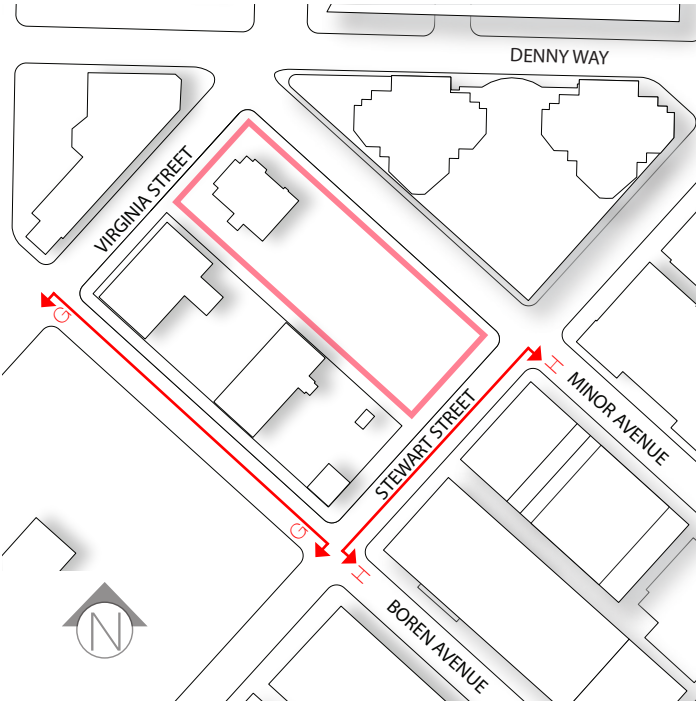 DENNY WAY
VIRGINIA STREET
G
H
MINOR AVENUE
STEWART STREET
G
H
BOREN AVENUE
N